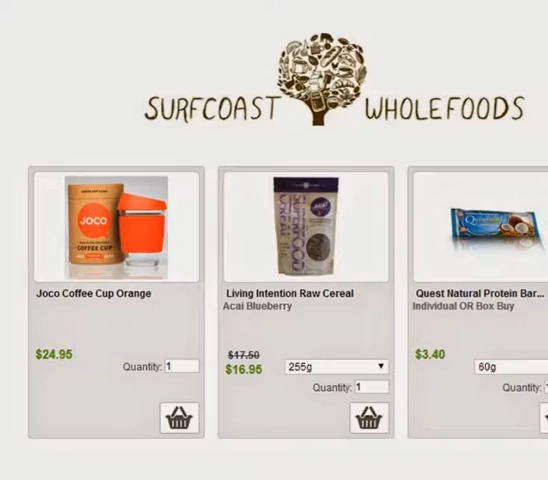 SURFCOAST WHOLEFOODS
JOCO
COFFEE CUP
Joco Coffee Cup Orange
$24.95
Quantity: 1
SUPERFOOD
CEREAL
Living Intention Raw Cereal
Acai Blueberry
$17.50
$16.95
255g
Quantity: 1
Quest Natural Protein Bar...
Individual OR Box Buy
$3.40
60g
Quantity: